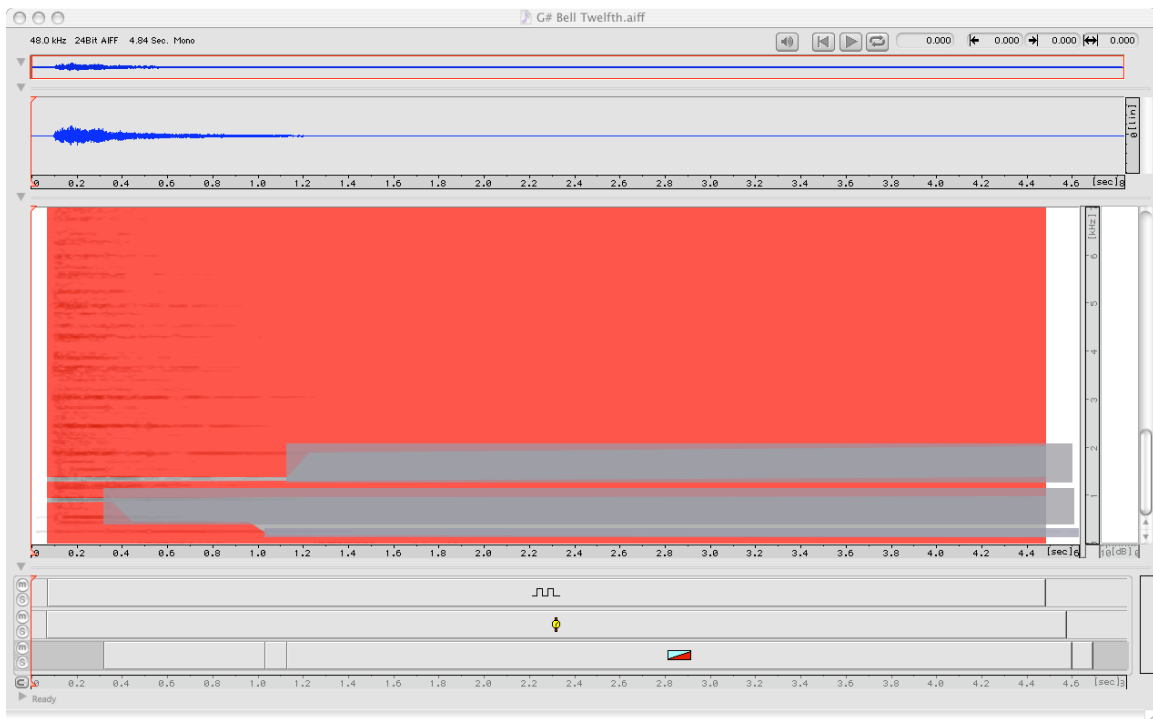 G# Bell Twelfth.aiff
48.0 kHz 24Bit AIFF 4.84 Sec. Mono
0.000 0.000 0.000 0.000
0[lin]
0 0.2 0.4 0.6 0.8 1.0 1.2 1.4 1.6 1.8 2.0 2.2 2.4 2.6 2.8 3.0 3.2 3.4 3.6 3.8 4.0 4.2 4.4 4.6 [sec]
[kHz]
6
5
4
3
2
1
0.2 0.4 0.6 0.8 1.0 1.2 1.4 1.6 1.8 2.0 2.2 2.4 2.6 2.8 3.0 3.2 3.4 3.6 3.8 4.0 4.2 4.4 [sec] [dB]
m
S
m
S
m
S
C 0.2 0.4 0.6 0.8 1.0 1.2 1.4 1.6 1.8 2.0 2.2 2.4 2.6 2.8 3.0 3.2 3.4 3.6 3.8 4.0 4.2 4.4 4.6 [sec]
Ready